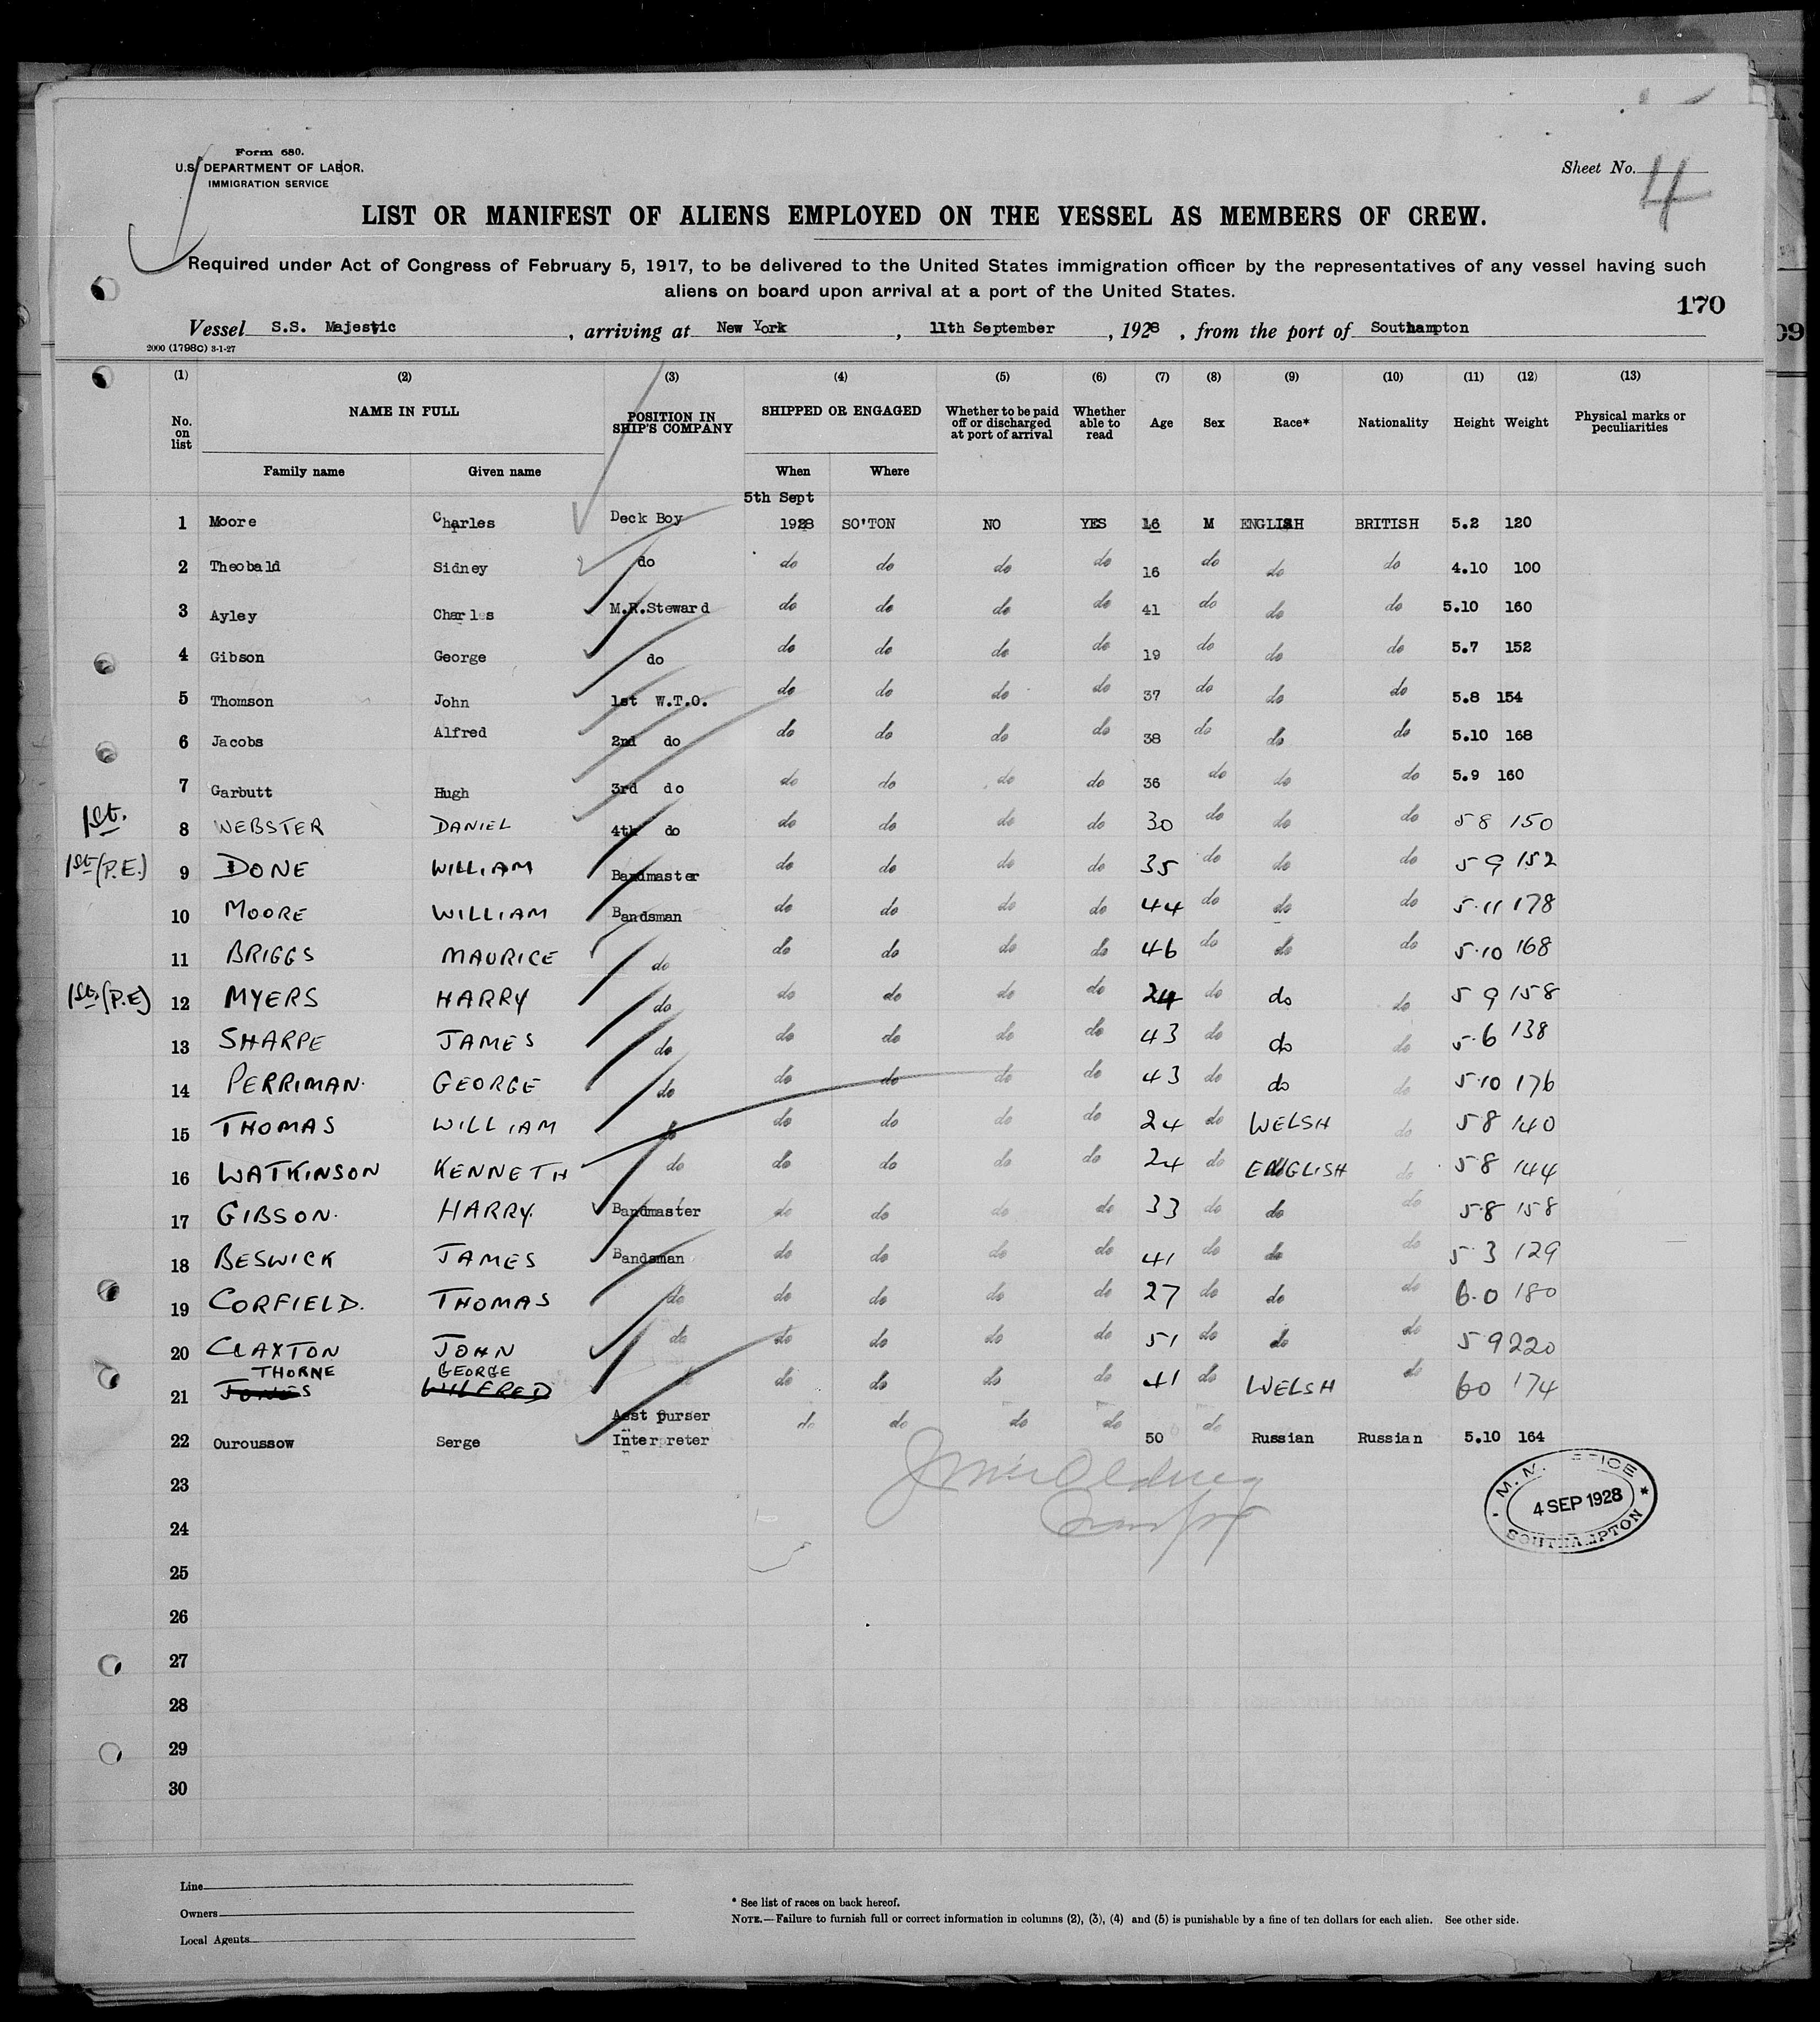 Form 680.
U.S. DEPARTMENT OF LABOR.
IMMIGRATION SERVICE
Sheet No. 4
LIST OR MANIFEST OF ALIENS EMPLOYED ON THE VESSEL AS MEMBERS OF CREW.
Required under Act of Congress of February 5, 1917, to be delivered to the United States immigration officer by the representatives of any vessel having such
aliens on board upon arrival at a port of the United States.
170
Vessel S.S. Majestic, arriving at New York, 11th September, 1928, from the port of Southampton
2000 (1798C) 3-1-27
(1) (2) (3) (4) (5) (6) (7) (8) (9) (10) (11) (12) (13)
No. on list NAME IN FULL POSITION IN SHIP'S COMPANY SHIPPED OR ENGAGED Whether to be paid off or discharged at port of arrival Whether able to read Age Sex Race* Nationality Height Weight Physical marks or peculiarities
Family name Given name When Where
5th Sept
1 Moore Charles Deck Boy 1928 SO'TON NO YES 16 M ENGLISH BRITISH 5.2 120
2 Theobald Sidney do do do do do 16 do do do 4.10 100
3 Ayley Charles M.R.Steward do do do do 41 do do do 5.10 160
4 Gibson George do do do do do 19 do do do 5.7 152
5 Thomson John 1st W.T.O. do do do do 37 do do do 5.8 154
6 Jacobs Alfred 2nd do do do do do 38 do do do 5.10 168
7 Garbutt Hugh 3rd do do do do do 36 do do do 5.9 160
1st. 8 WEBSTER DANIEL 4th do do do do do 30 do do do 5 8 150
1st (P.E.) 9 DONE WILLIAM Bandmaster do do do do 35 do do do 5 9 152
10 MOORE WILLIAM Bandsman do do do do 44 do do do 5.11 178
11 BRIGGS MAURICE do do do do do 46 do do do 5.10 168
1st. (P.E) 12 MYERS HARRY do do do do do 24 do do do 5 9 158
13 SHARPE JAMES do do do do do 43 do do do 5.6 138
14 PERRIMAN. GEORGE do do do do do 43 do do do 5.10 176
15 THOMAS WILLIAM do do do do do 24 do WELSH do 5 8 140
16 WATKINSON KENNETH do do do do do 24 do ENGLISH do 5 8 144
17 GIBSON. HARRY. Bandmaster do do do do 33 do do do 5.8 158
18 BESWICK JAMES Bandsman do do do do 41 do do do 5 3 129
19 CORFIELD. THOMAS do do do do do 27 do do do 6.0 180
20 CLAXTON JOHN do do do do do 51 do do do 5 9 220
THORNE GEORGE
21 JONES WILFRED do do do do do 41 do WELSH do 6 0 174
Asst purser
22 Ouroussow Serge Interpreter do do do do 50 do Russian Russian 5.10 164
23
24
25
26
27
28
29
30
M.M. OFFICE
4 SEP 1928
SOUTHAMPTON
Line
Owners
Local Agents
* See list of races on back hereof.
NOTE.—Failure to furnish full or correct information in columns (2), (3), (4) and (5) is punishable by a fine of ten dollars for each alien. See other side.